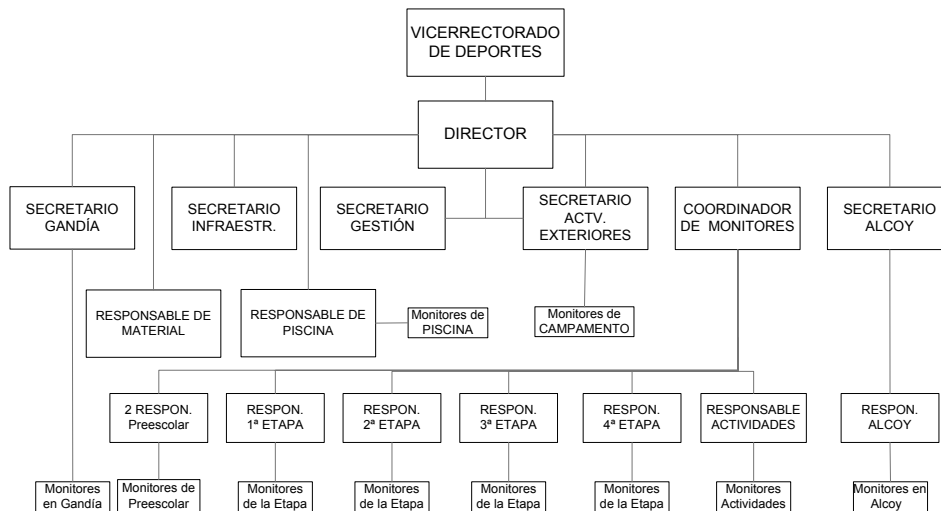 VICERRECTORADO
DE DEPORTES
DIRECTOR
SECRETARIO
GANDÍA
SECRETARIO
INFRAESTR.
SECRETARIO
GESTIÓN
SECRETARIO
ACTV.
EXTERIORES
COORDINADOR
DE MONITORES
SECRETARIO
ALCOY
RESPONSABLE DE
MATERIAL
RESPONSABLE DE
PISCINA
Monitores de
PISCINA
Monitores de
CAMPAMENTO
2 RESPON.
Preescolar
RESPON.
1ª ETAPA
RESPON.
2ª ETAPA
RESPON.
3ª ETAPA
RESPON.
4ª ETAPA
RESPONSABLE
ACTIVIDADES
RESPON.
ALCOY
Monitores
en Gandía
Monitores de
Preescolar
Monitores
de la Etapa
Monitores
de la Etapa
Monitores
de la Etapa
Monitores
de la Etapa
Monitores
Actividades
Monitores en
Alcoy